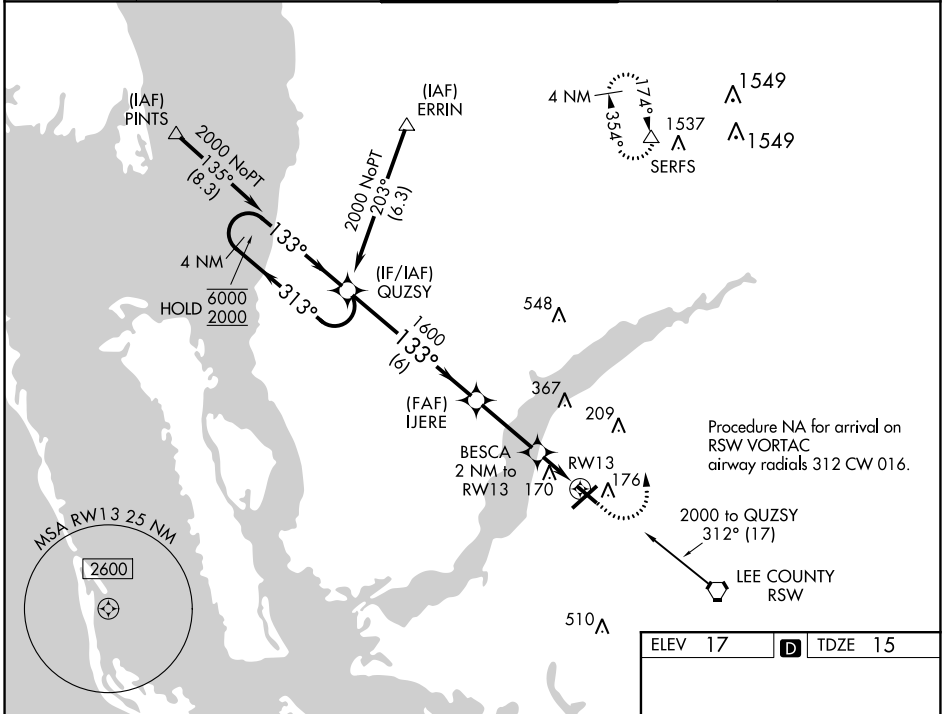 (IAF)
PINTS
2000 NoPT
135°
(8.3)
(IAF)
ERRIN
2000 NoPT
203°
(6.3)
4 NM
174°
354°
1537
SERFS
1549
1549
133°
4 NM
HOLD
6000
2000
313°
(IF/IAF)
QUZSY
1600
133°
(6)
548
(FAF)
IJERE
367
209
BESCA
2 NM to
RW13
170
RW13
176
Procedure NA for arrival on
RSW VORTAC
airway radials 312 CW 016.
2000 to QUZSY
312° (17)
LEE COUNTY
RSW
510
MSA RW13 25 NM
2600
ELEV 17 D TDZE 15